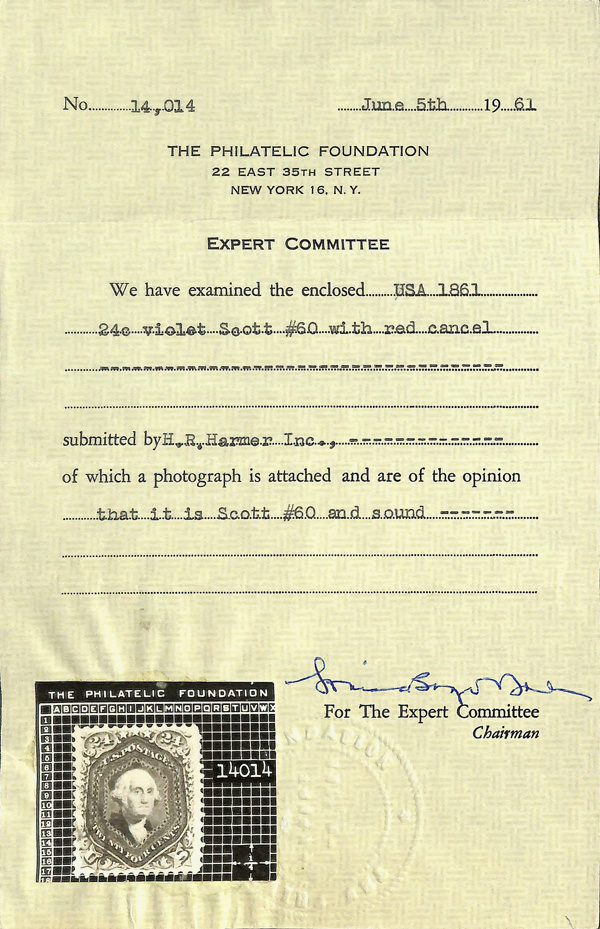 No. 14,014 June 5th 1961
THE PHILATELIC FOUNDATION
22 EAST 35TH STREET
NEW YORK 16, N. Y.
EXPERT COMMITTEE
We have examined the enclosed USA 1861
24c violet Scott #60 with red cancel
submitted by H.R.Harmer Inc.,
of which a photograph is attached and are of the opinion
that it is Scott #60 and sound
For The Expert Committee
Chairman
THE PHILATELIC FOUNDATION
ABCDEFGHIJKLMNOPQRSTUVWX
1
2
3
4
5
6
7
8
9
10
11
12
13
14
15
16
17
18
24 24
U.S. POSTAGE
TWENTY FOUR CENTS
U S
14014